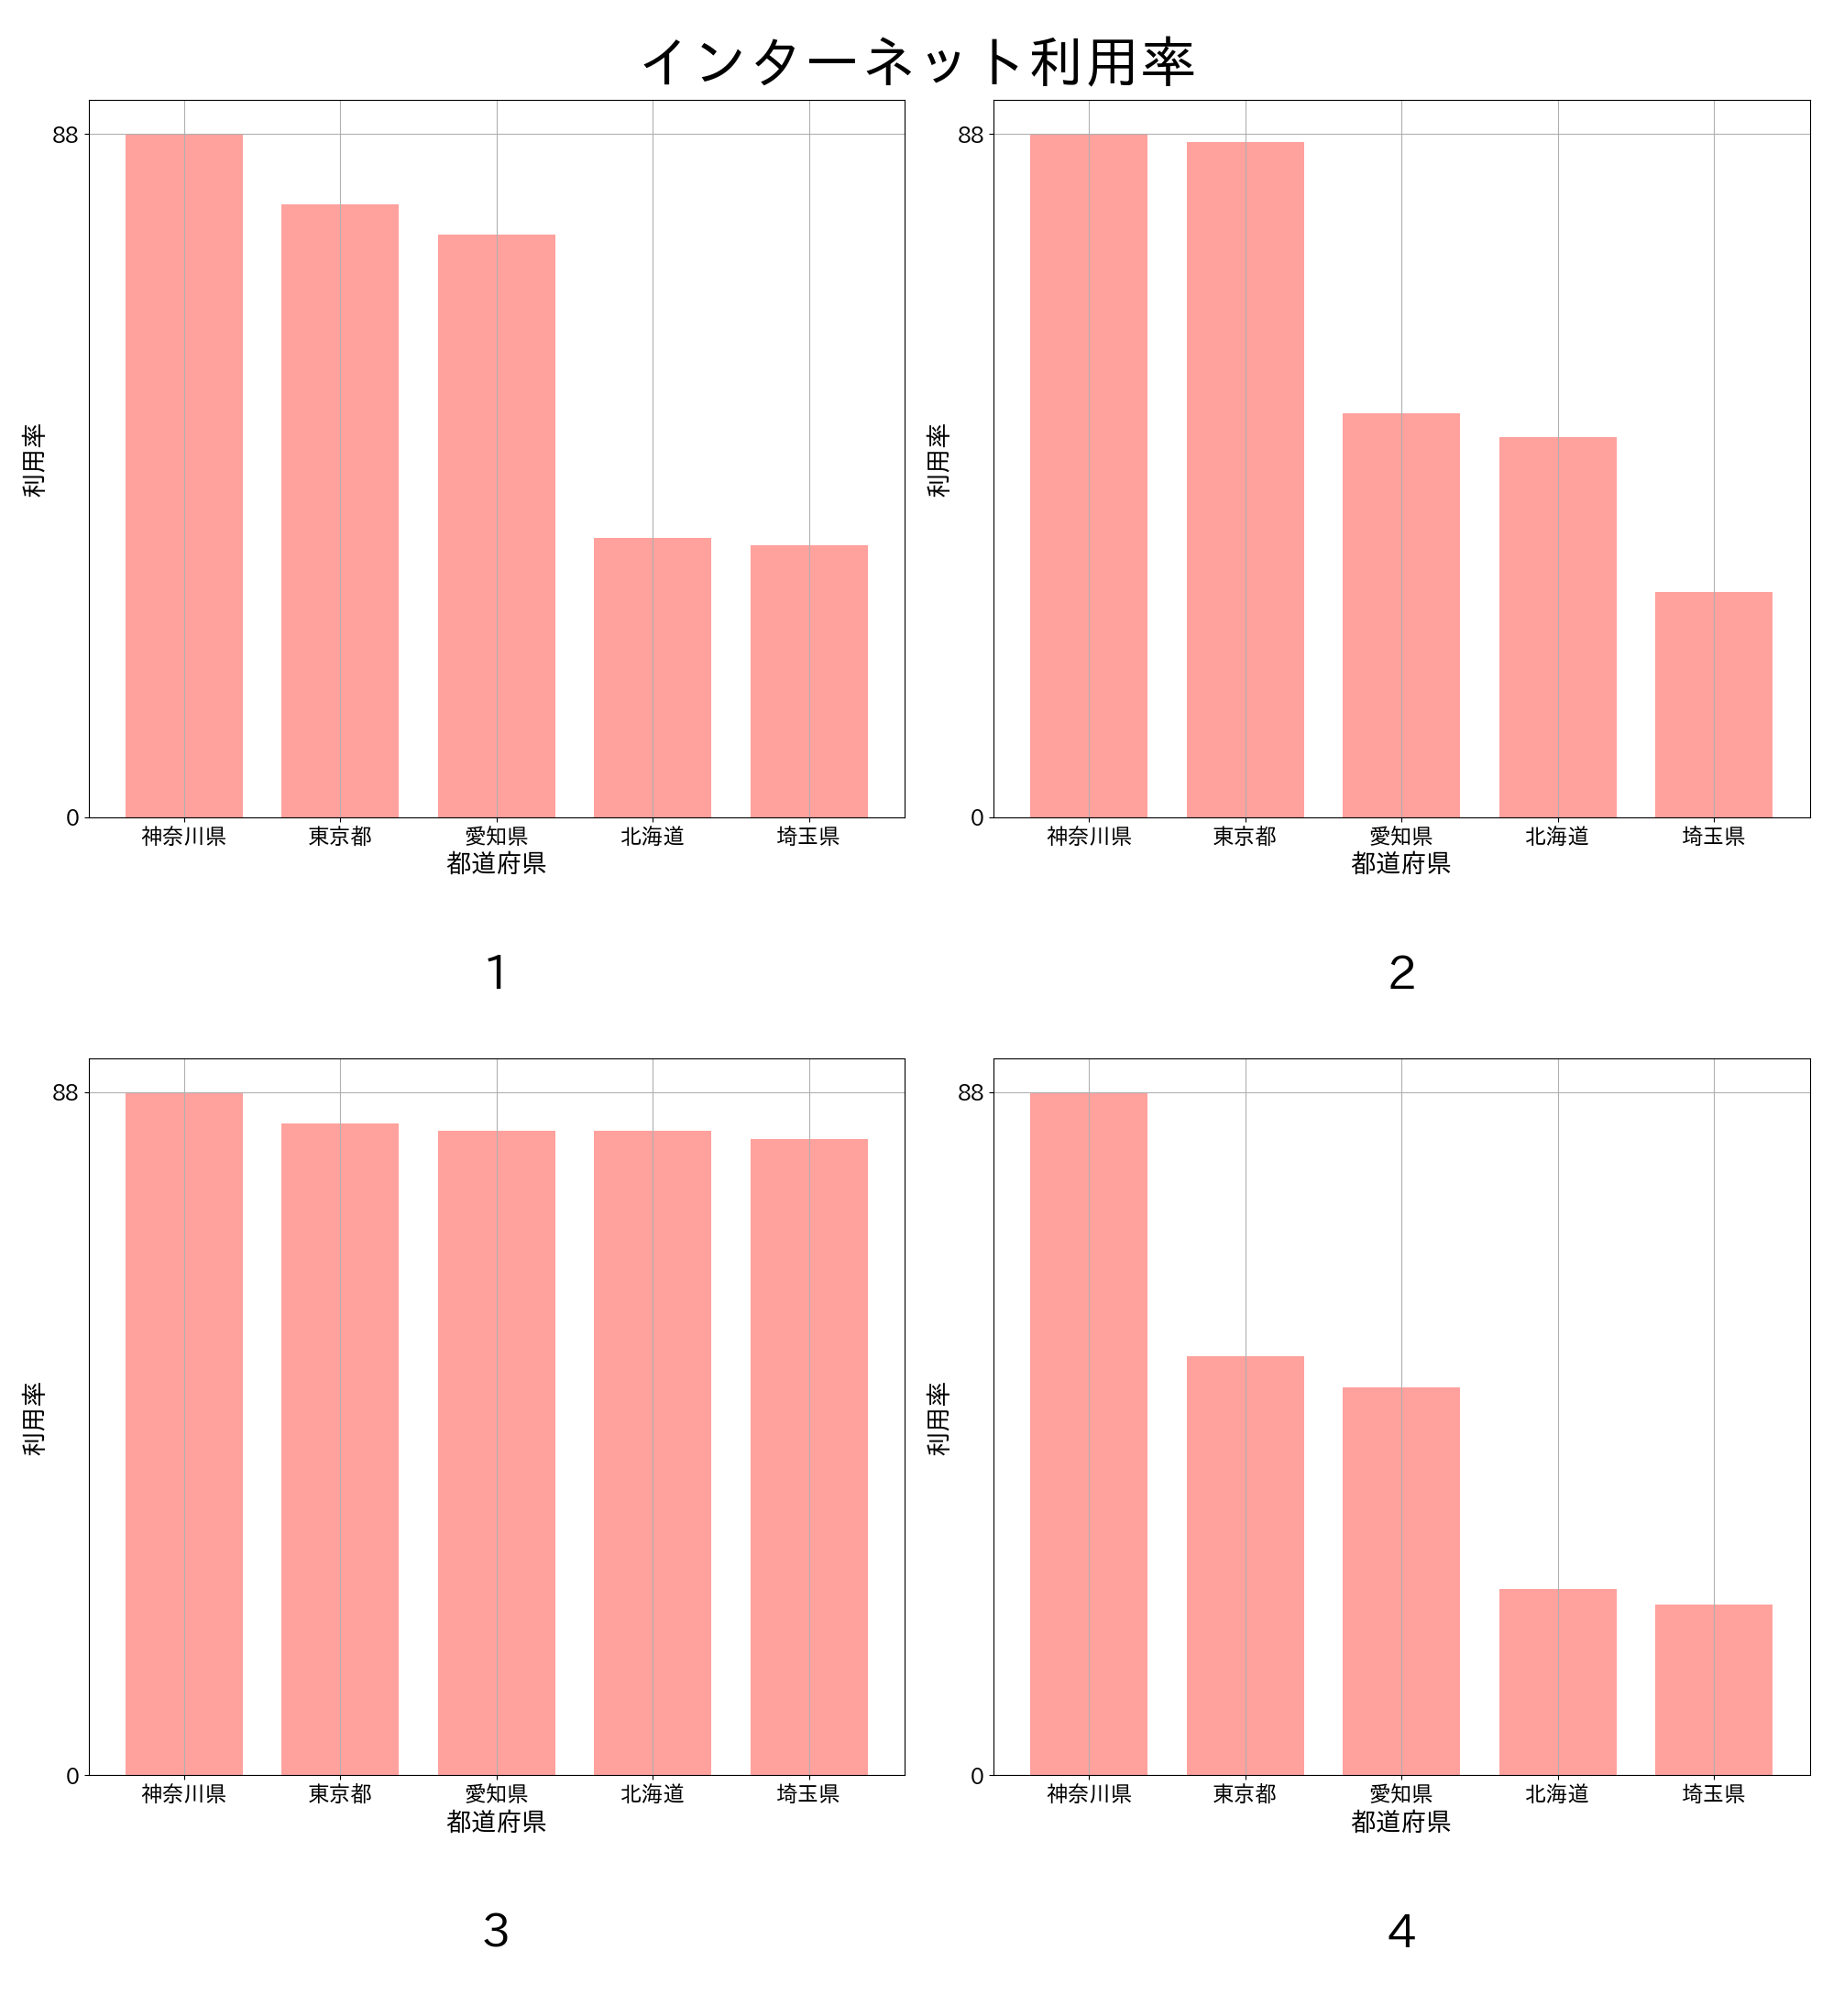 インターネット利用率
88
0
利用率
神奈川県 東京都 愛知県 北海道 埼玉県
都道府県
1
88
0
利用率
神奈川県 東京都 愛知県 北海道 埼玉県
都道府県
2
88
0
利用率
神奈川県 東京都 愛知県 北海道 埼玉県
都道府県
3
88
0
利用率
神奈川県 東京都 愛知県 北海道 埼玉県
都道府県
4